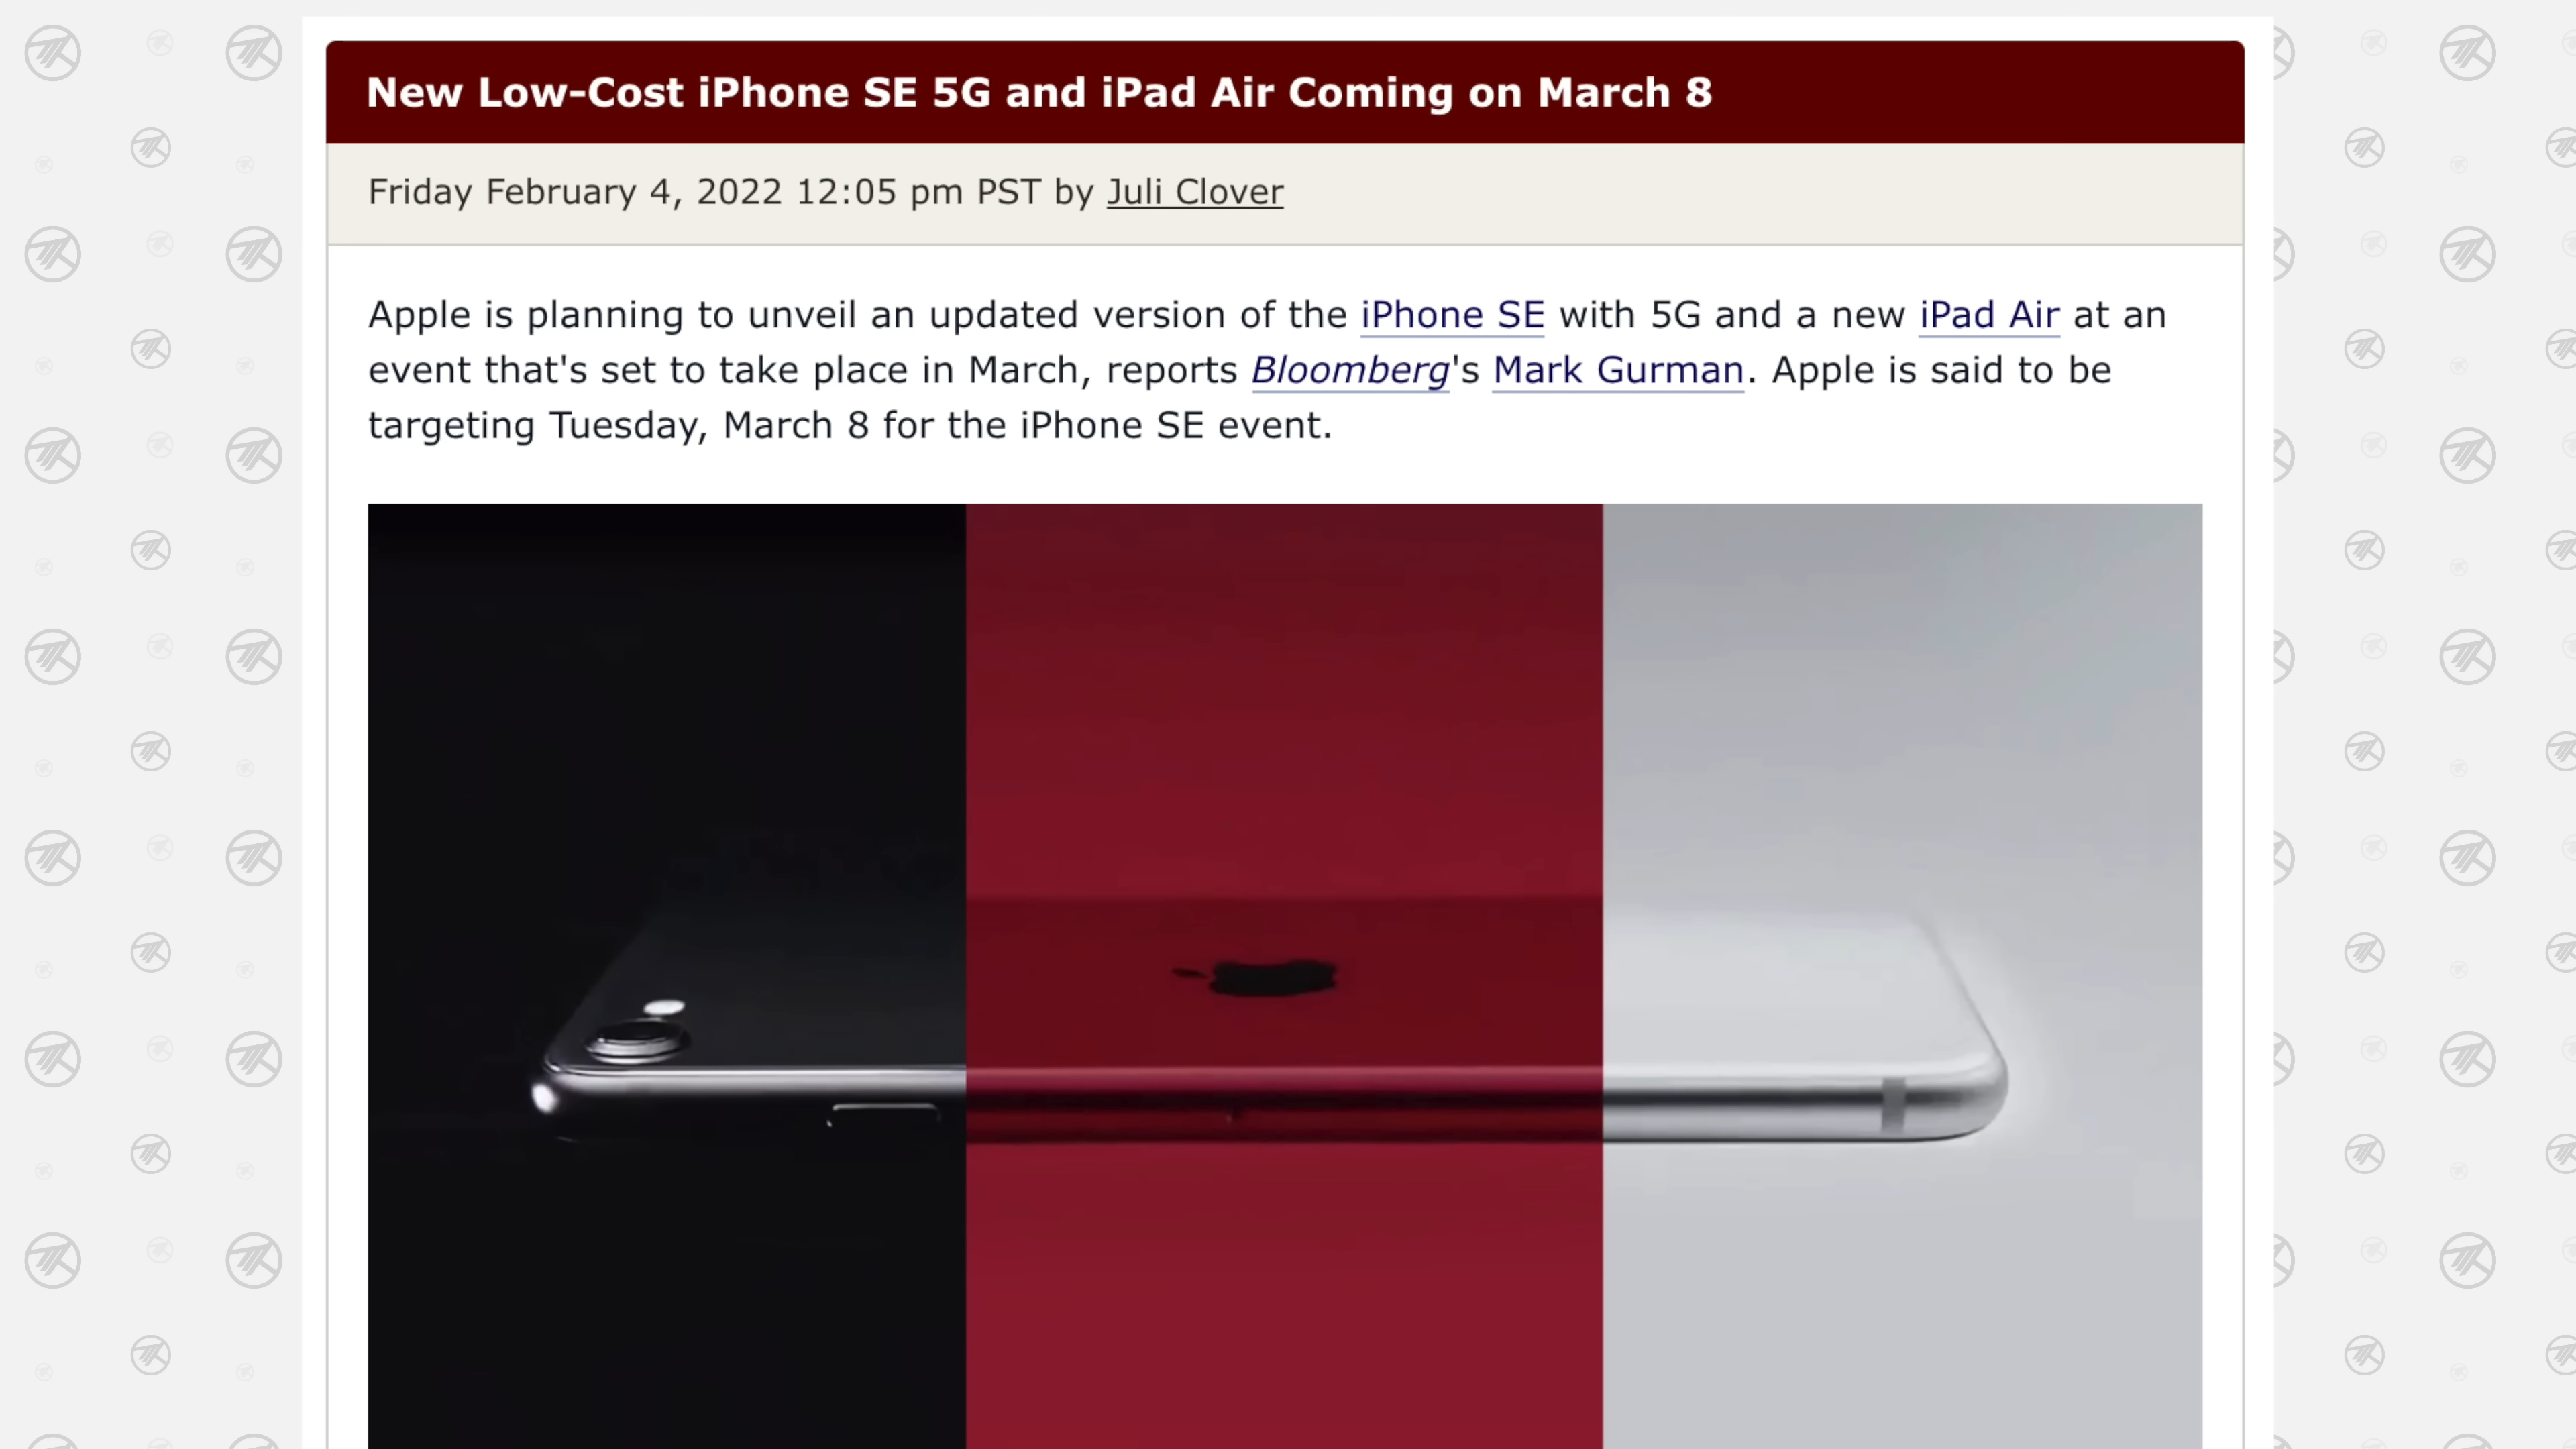 New Low-Cost iPhone SE 5G and iPad Air Coming on March 8
Friday February 4, 2022 12:05 pm PST by Juli Clover
Apple is planning to unveil an updated version of the iPhone SE with 5G and a new iPad Air at an
event that's set to take place in March, reports Bloomberg's Mark Gurman. Apple is said to be
targeting Tuesday, March 8 for the iPhone SE event.